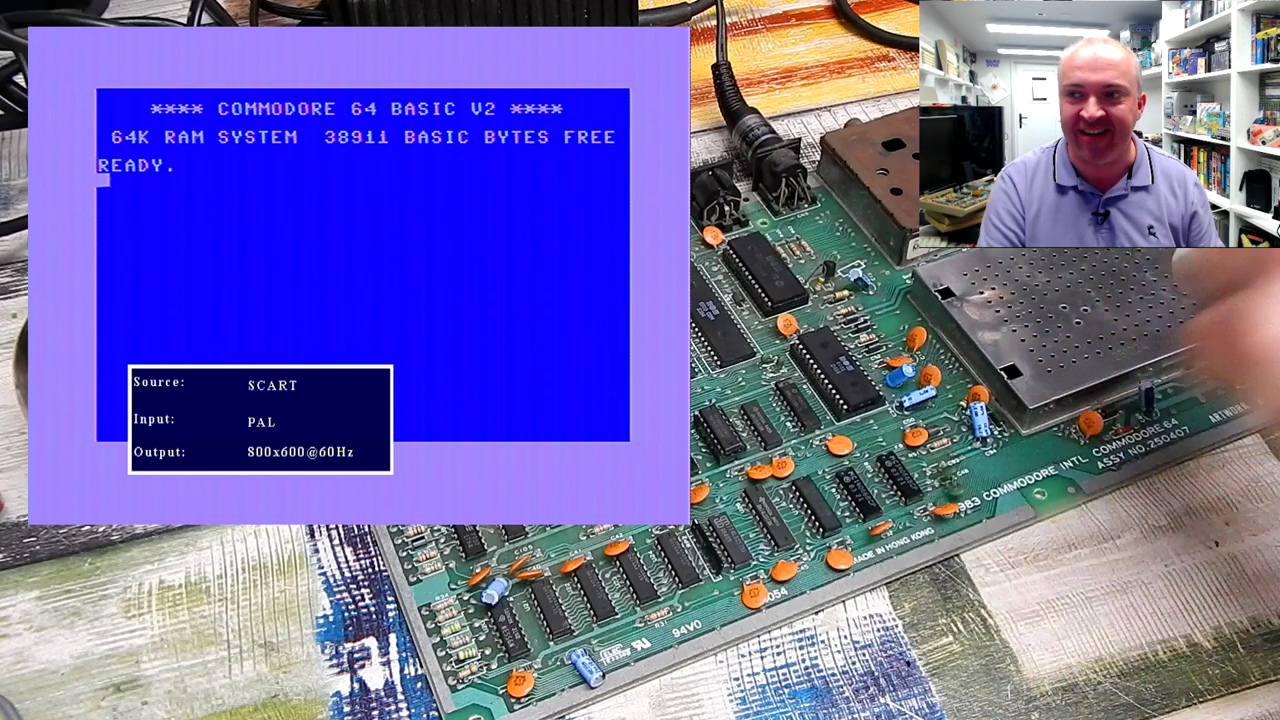 **** COMMODORE 64 BASIC V2 ****
64K RAM SYSTEM 38911 BASIC BYTES FREE
READY.
Source: SCART
Input: PAL
Output: 800x600@60Hz
ARTWORK
1983 COMMODORE INTL COMMODORE-64
ASSY NO.250407
MADE IN HONG KONG
94V0